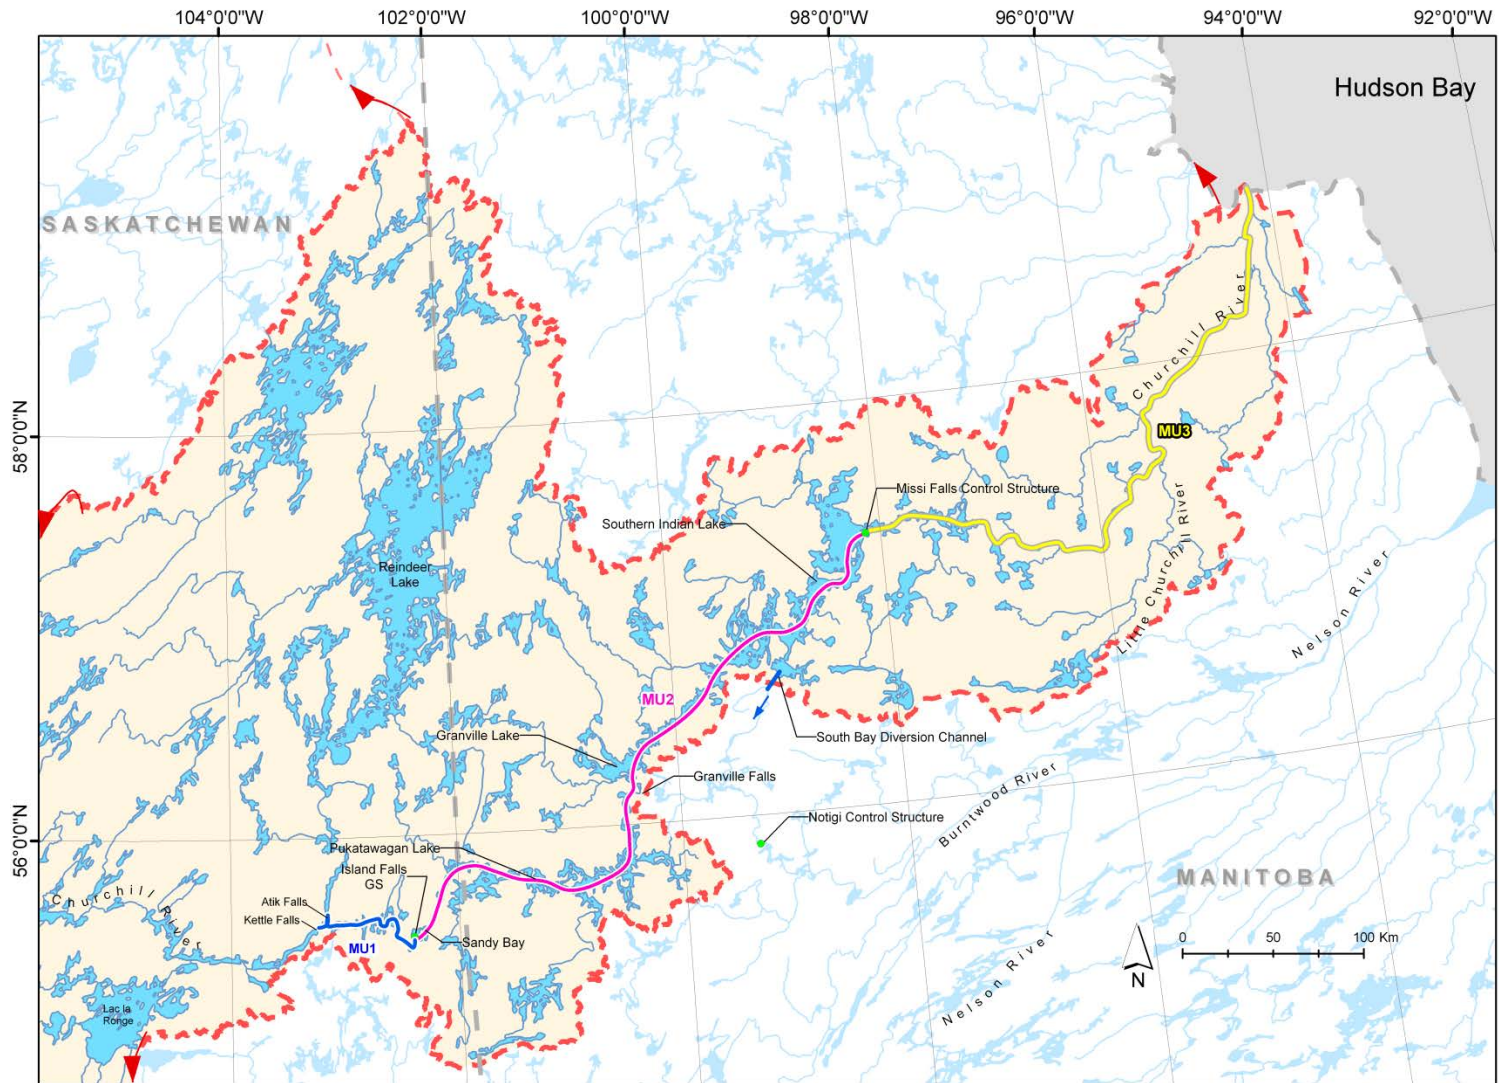 104°0'0"W
102°0'0"W
100°0'0"W
98°0'0"W
96°0'0"W
94°0'0"W
92°0'0"W
Hudson Bay
SASKATCHEWAN
58°0'0"N
Churchill River
MU3
Missi Falls Control Structure
Southern Indian Lake
Little Churchill River
Nelson River
Reindeer
Lake
MU2
Granville Lake
South Bay Diversion Channel
Granville Falls
Burntwood River
Notigi Control Structure
56°0'0"N
Pukatawagan Lake
Island Falls
GS
MANITOBA
Churchill River
Atik Falls
Kettle Falls
MU1
Sandy Bay
Nelson River
0 50 100 Km
N
Lac la
Ronge